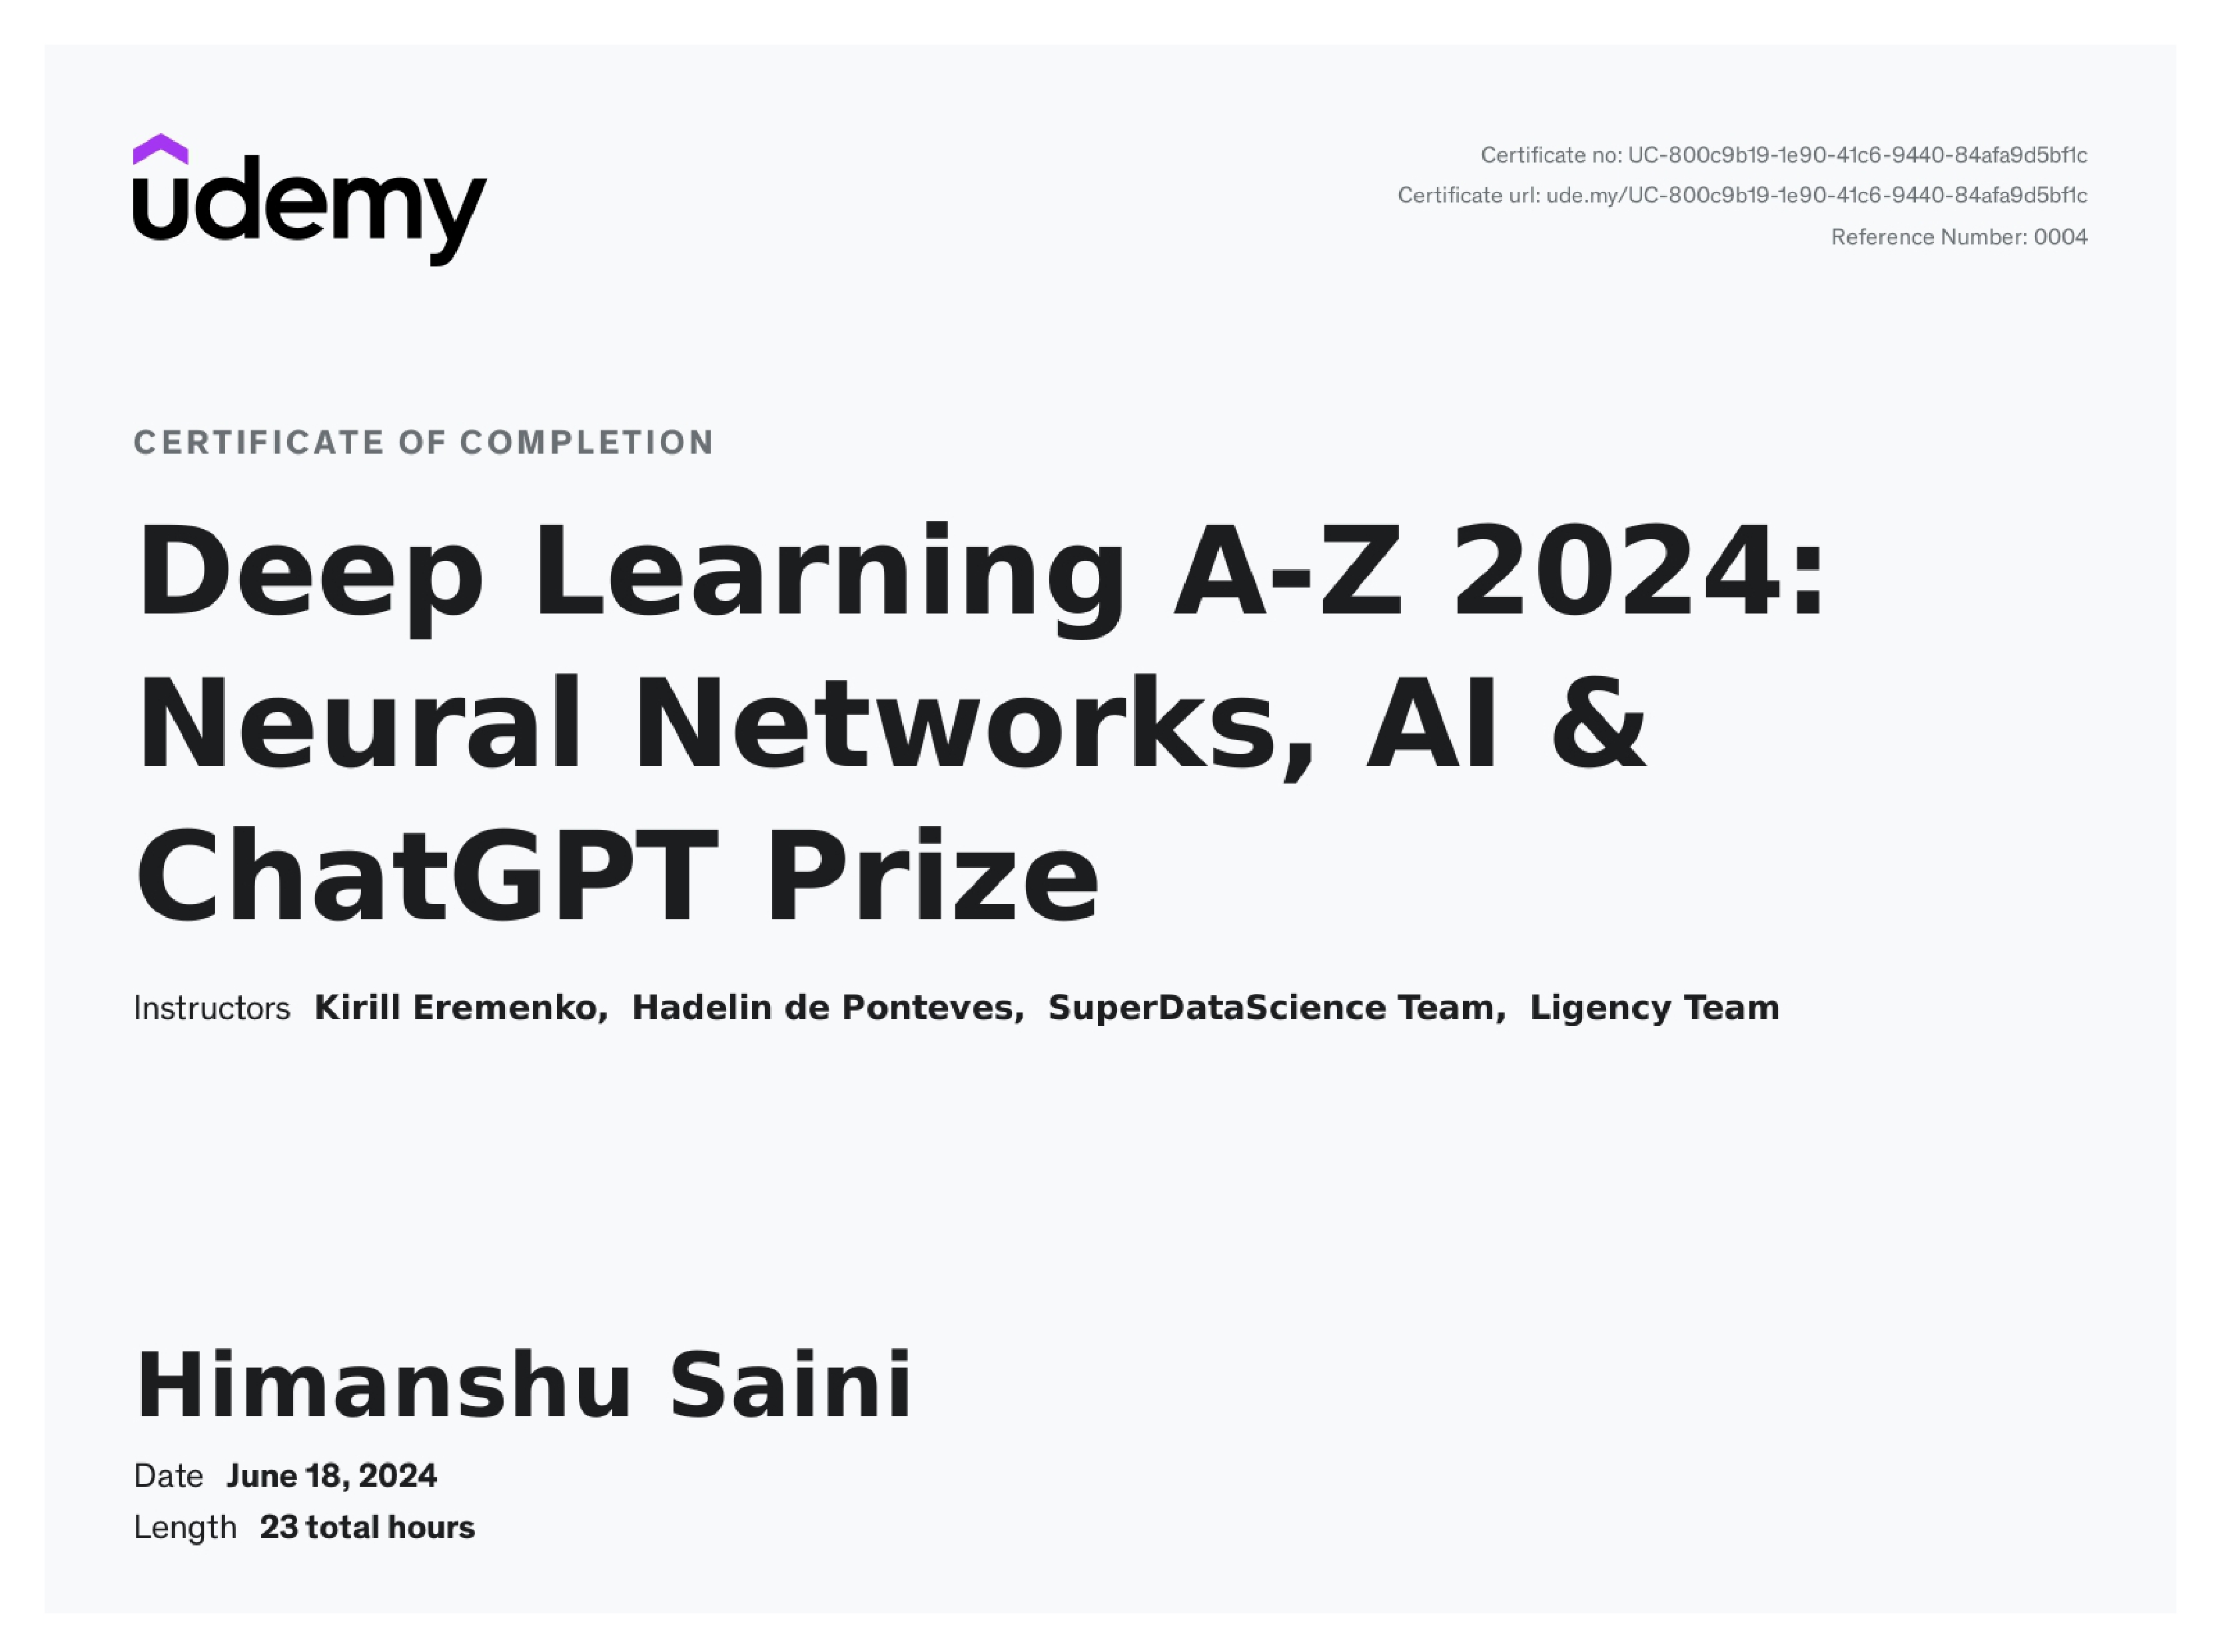 udemy
Certificate no: UC-800c9b19-1e90-41c6-9440-84afa9d5bf1c
Certificate url: ude.my/UC-800c9b19-1e90-41c6-9440-84afa9d5bf1c
Reference Number: 0004
CERTIFICATE OF COMPLETION
Deep Learning A-Z 2024:
Neural Networks, AI &
ChatGPT Prize
Instructors Kirill Eremenko, Hadelin de Ponteves, SuperDataScience Team, Ligency Team
Himanshu Saini
Date June 18, 2024
Length 23 total hours